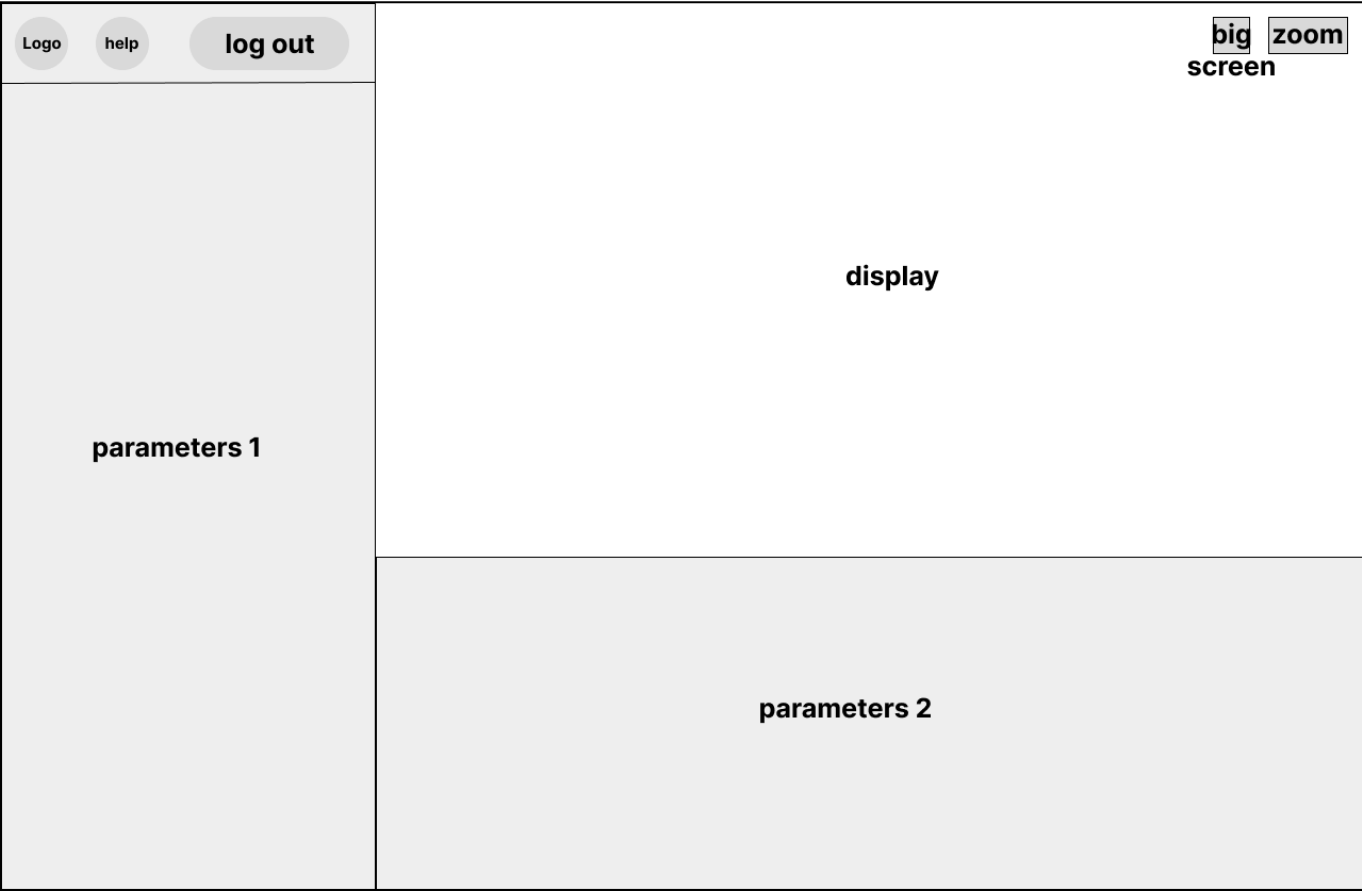 Logo
help
log out
big
screen
zoom
display
parameters 1
parameters 2